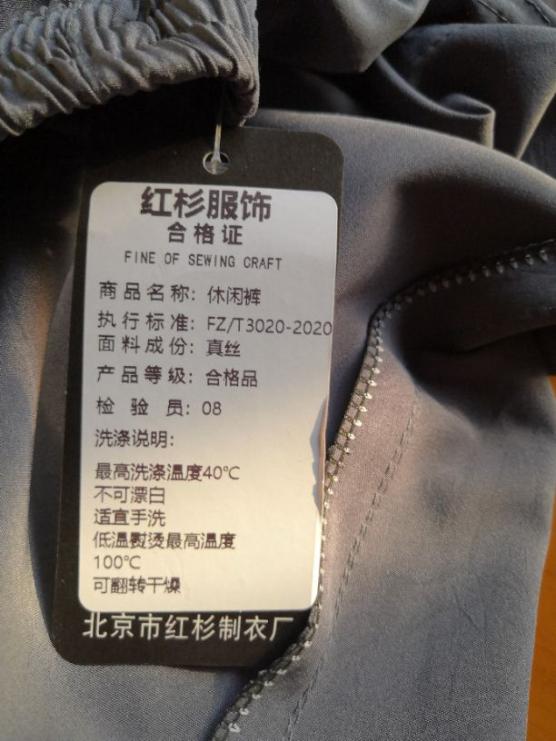 红杉服饰
合格证
FINE OF SEWING CRAFT
商品名称：休闲裤
执行标准：FZ/T3020-2020
面料成份：真丝
产品等级：合格品
检 验 员：08
洗涤说明：
最高洗涤温度40℃
不可漂白
适宜手洗
低温熨烫最高温度
100℃
可翻转干燥
北京市红杉制衣厂